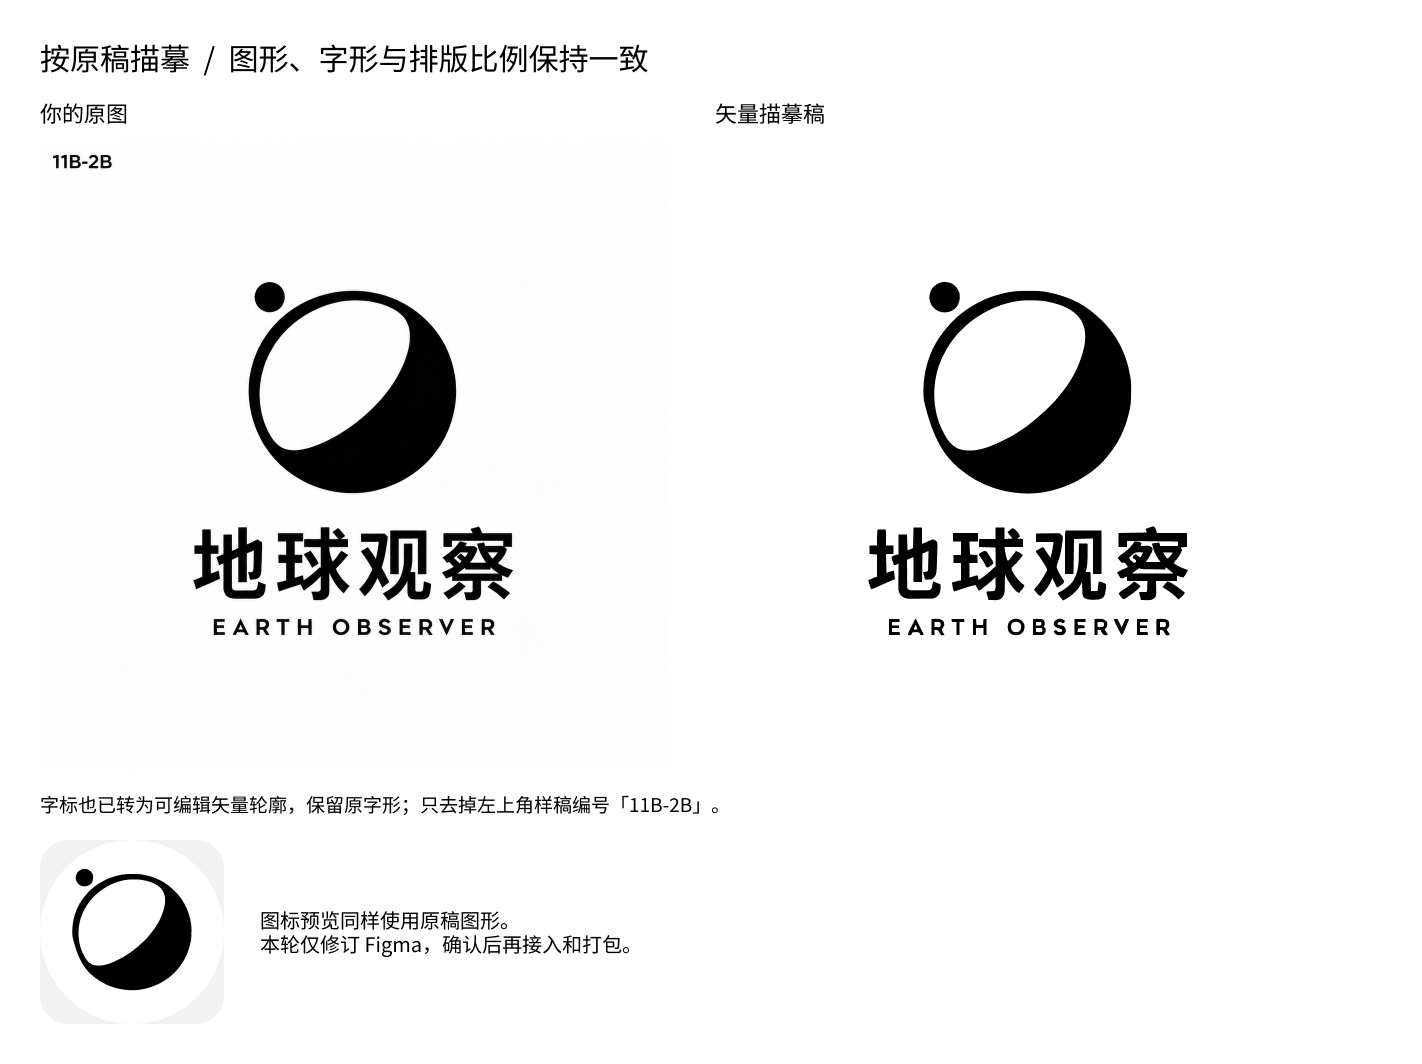 按原稿描摹 / 图形、字形与排版比例保持一致
你的原图
矢量描摹稿
11B-2B
地球观察
EARTH OBSERVER
地球观察
EARTH OBSERVER
字标也已转为可编辑矢量轮廓，保留原字形；只去掉左上角样稿编号「11B-2B」。
图标预览同样使用原稿图形。
本轮仅修订 Figma，确认后再接入和打包。